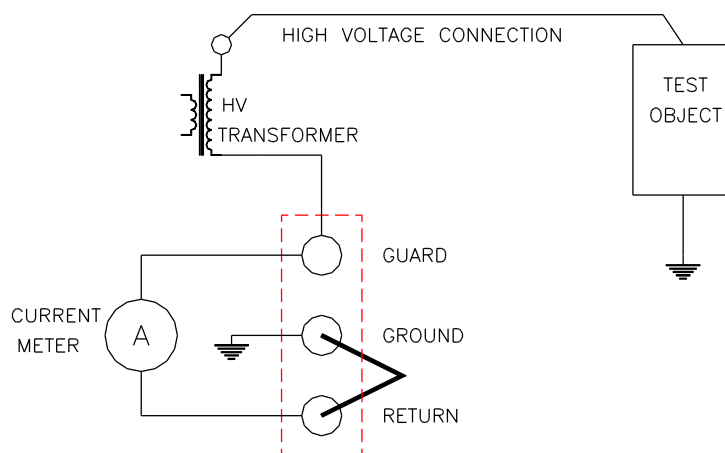 HIGH VOLTAGE CONNECTION
TEST
OBJECT
HV
TRANSFORMER
GUARD
CURRENT
METER
A
GROUND
RETURN